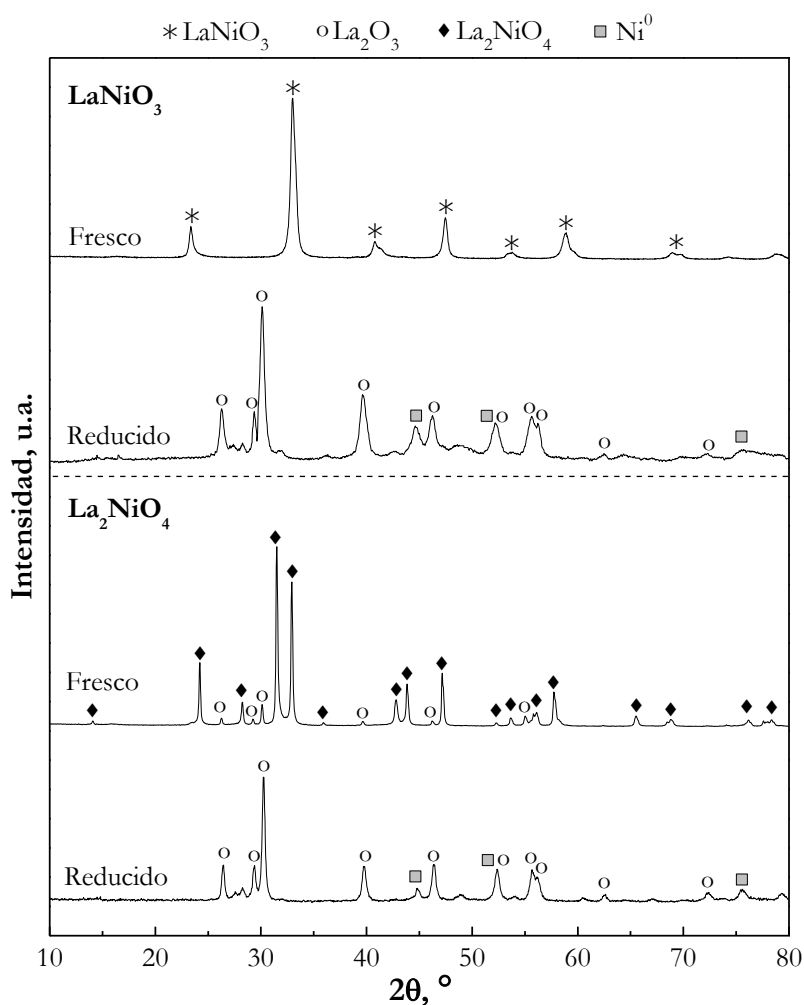 LaNiO₃ La₂O₃ La₂NiO₄ Ni⁰
LaNiO₃
Fresco
Reducido
La₂NiO₄
Fresco
Reducido
Intensidad, u.a.
10 20 30 40 50 60 70 80
2θ, °